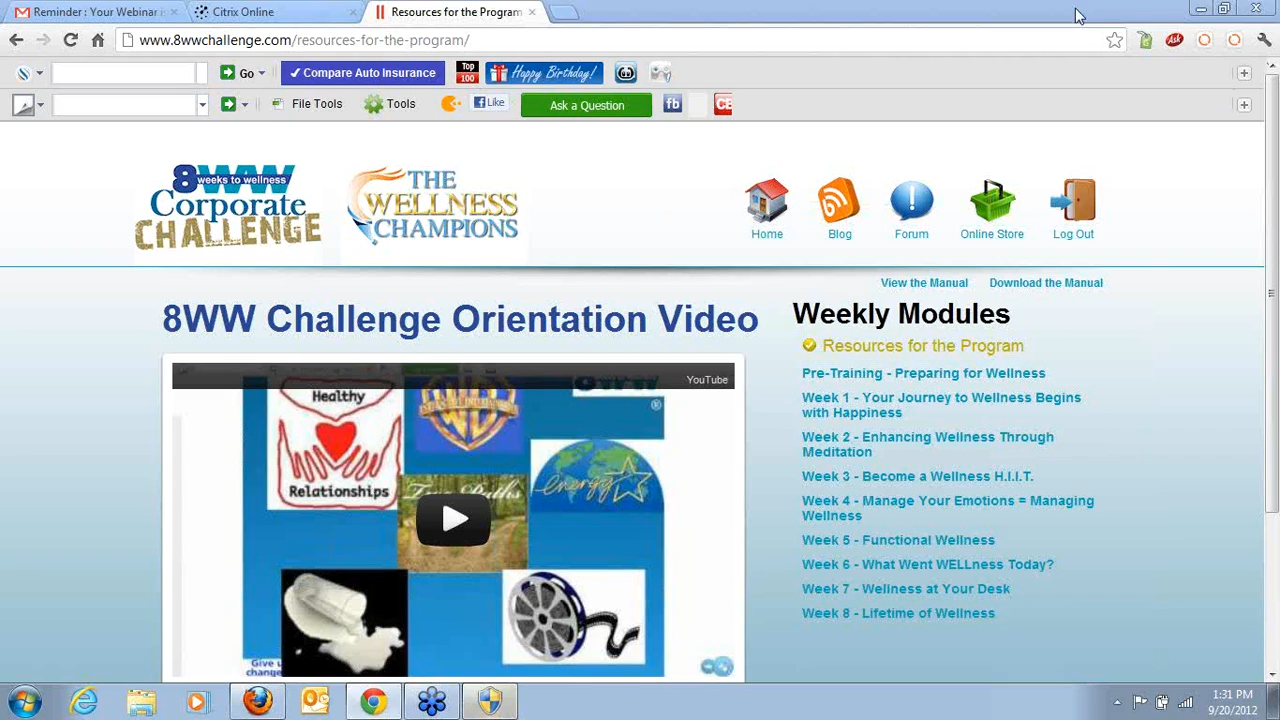 Reminder : Your Webinar i
Citrix Online
Resources for the Program
www.8wwchallenge.com/resources-for-the-program/
Ask
Go
✓ Compare Auto Insurance
Top
100
Happy Birthday!
File Tools
Tools
Like
Ask a Question
fb
8WW
weeks to wellness
Corporate
CHALLENGE
THE
WELLNESS
CHAMPIONS
Home
Blog
Forum
Online Store
Log Out
View the Manual
Download the Manual
8WW Challenge Orientation Video
Weekly Modules
Resources for the Program
Pre-Training - Preparing for Wellness
Week 1 - Your Journey to Wellness Begins
with Happiness
Week 2 - Enhancing Wellness Through
Meditation
Week 3 - Become a Wellness H.I.I.T.
Week 4 - Manage Your Emotions = Managing
Wellness
Week 5 - Functional Wellness
Week 6 - What Went WELLness Today?
Week 7 - Wellness at Your Desk
Week 8 - Lifetime of Wellness
YouTube
Healthy
Relationships
Two Paths
energy
Give u
change
1:31 PM
9/20/2012